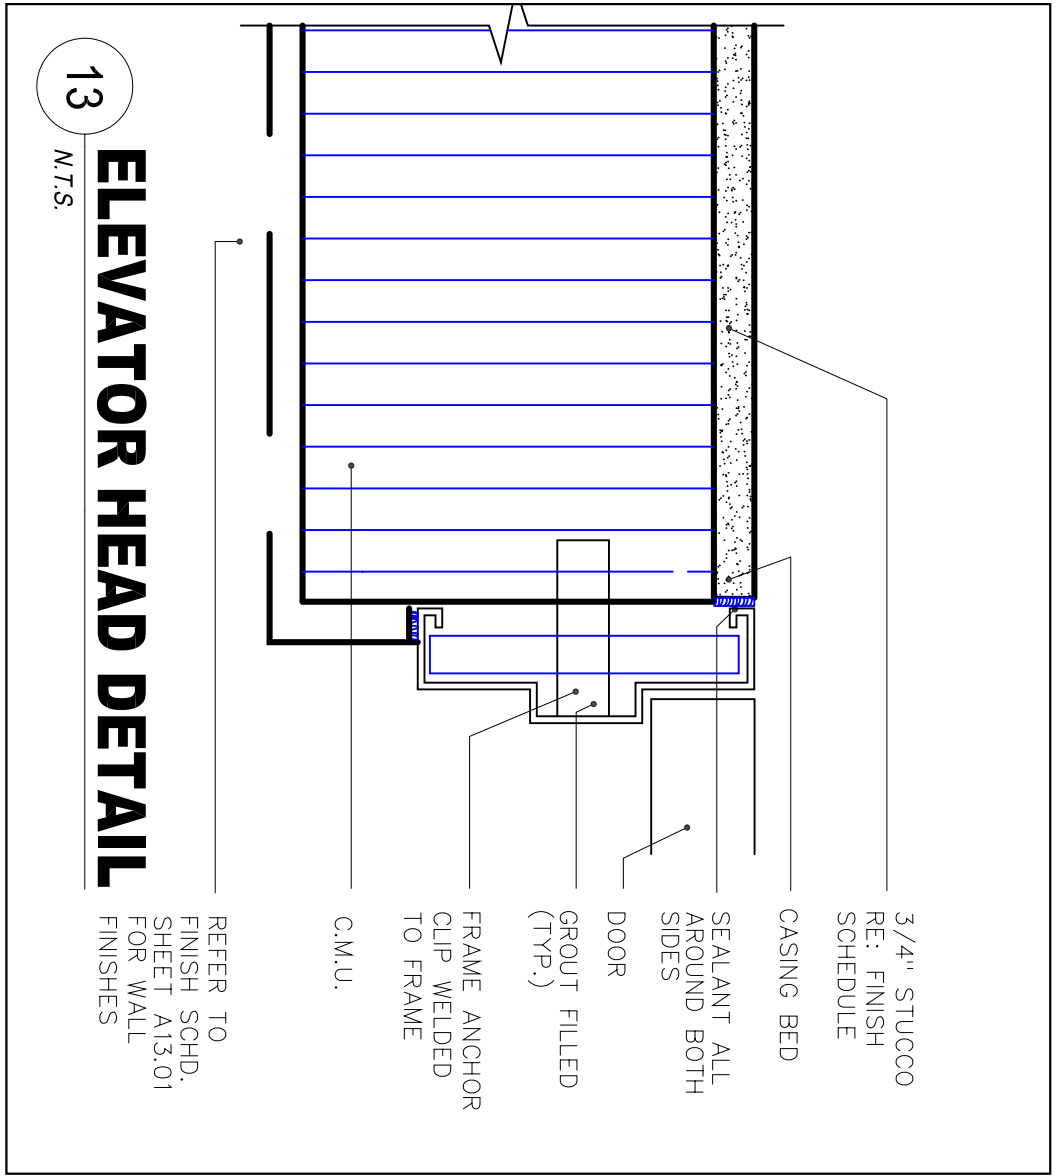 3/4" STUCCO
RE: FINISH
SCHEDULE
CASING BED
SEALANT ALL
AROUND BOTH
SIDES
DOOR
GROUT FILLED
(TYP.)
FRAME ANCHOR
CLIP WELDED
TO FRAME
C.M.U.
REFER TO
FINISH SCHD.
SHEET A13.01
FOR WALL
FINISHES
13
ELEVATOR HEAD DETAIL
N.T.S.